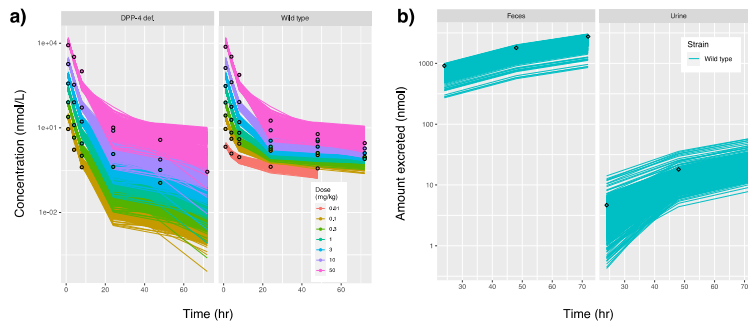 a)
DPP-4 def.
Wild type
Concentration (nmol/L)
1e+04
1e+01
1e-02
0
20
40
60
0
20
40
60
Time (hr)
Dose
(mg/kg)
0.01
0.1
0.3
1
3
10
50
b)
Feces
Urine
Amount excreted (nmol)
1000
100
10
1
30
40
50
60
70
30
40
50
60
70
Time (hr)
Strain
Wild type